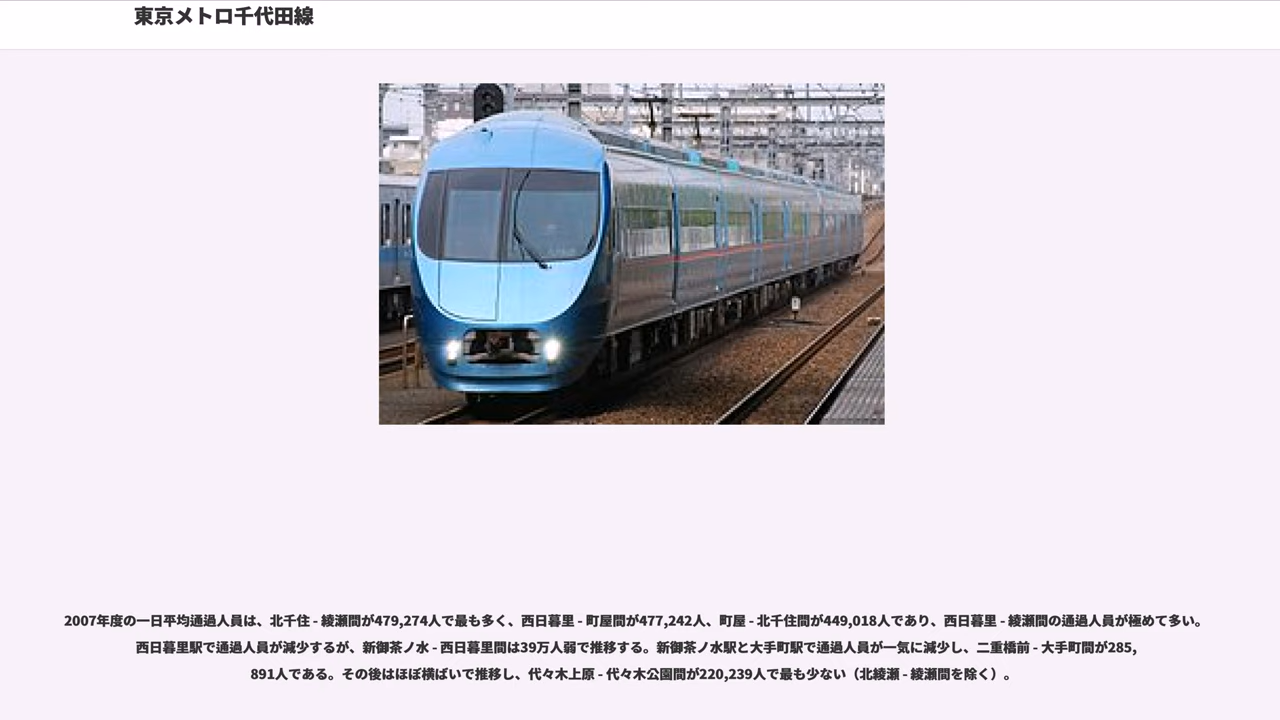 東京メトロ千代田線
2007年度の一日平均通過人員は、北千住 - 綾瀬間が479,274人で最も多く、西日暮里 - 町屋間が477,242人、町屋 - 北千住間が449,018人であり、西日暮里 - 綾瀬間の通過人員が極めて多い。
西日暮里駅で通過人員が減少するが、新御茶ノ水 - 西日暮里間は39万人弱で推移する。新御茶ノ水駅と大手町駅で通過人員が一気に減少し、二重橋前 - 大手町間が285,
891人である。その後はほぼ横ばいで推移し、代々木上原 - 代々木公園間が220,239人で最も少ない（北綾瀬 - 綾瀬間を除く）。